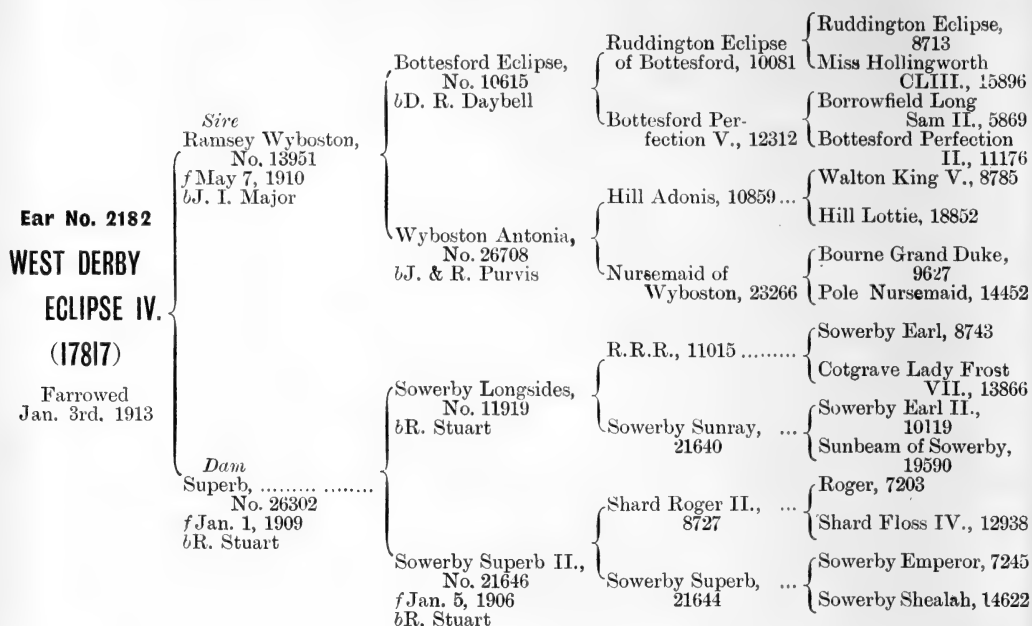 Ear No. 2182
WEST DERBY
ECLIPSE IV.
(17817)
Farrowed
Jan. 3rd, 1913
Sire
Ramsey Wyboston,
No. 13951
f May 7, 1910
bJ. I. Major
Dam
Superb, ......... ........
No. 26302
f Jan. 1, 1909
bR. Stuart
Bottesford Eclipse,
No. 10615
bD. R. Daybell
Wyboston Antonia,
No. 26708
bJ. & R. Purvis
Sowerby Longsides,
No. 11919
bR. Stuart
Sowerby Superb II.,
No. 21646
f Jan. 5, 1906
bR. Stuart
Ruddington Eclipse
of Bottesford, 10081
Bottesford Per-
fection V., 12312
Hill Adonis, 10859 ...
Nursemaid of
Wyboston, 23266
R.R.R., 11015 .........
Sowerby Sunray, ...
21640
Shard Roger II., ...
8727
Sowerby Superb, ...
21644
Ruddington Eclipse,
8713
Miss Hollingworth
CLIII., 15896
Borrowfield Long
Sam II., 5869
Bottesford Perfection
II., 11176
Walton King V., 8785
Hill Lottie, 18852
Bourne Grand Duke,
9627
Pole Nursemaid, 14452
Sowerby Earl, 8743
Cotgrave Lady Frost
VII., 13866
Sowerby Earl II.,
10119
Sunbeam of Sowerby,
19590
Roger, 7203
Shard Floss IV., 12938
Sowerby Emperor, 7245
Sowerby Shealah, 14622